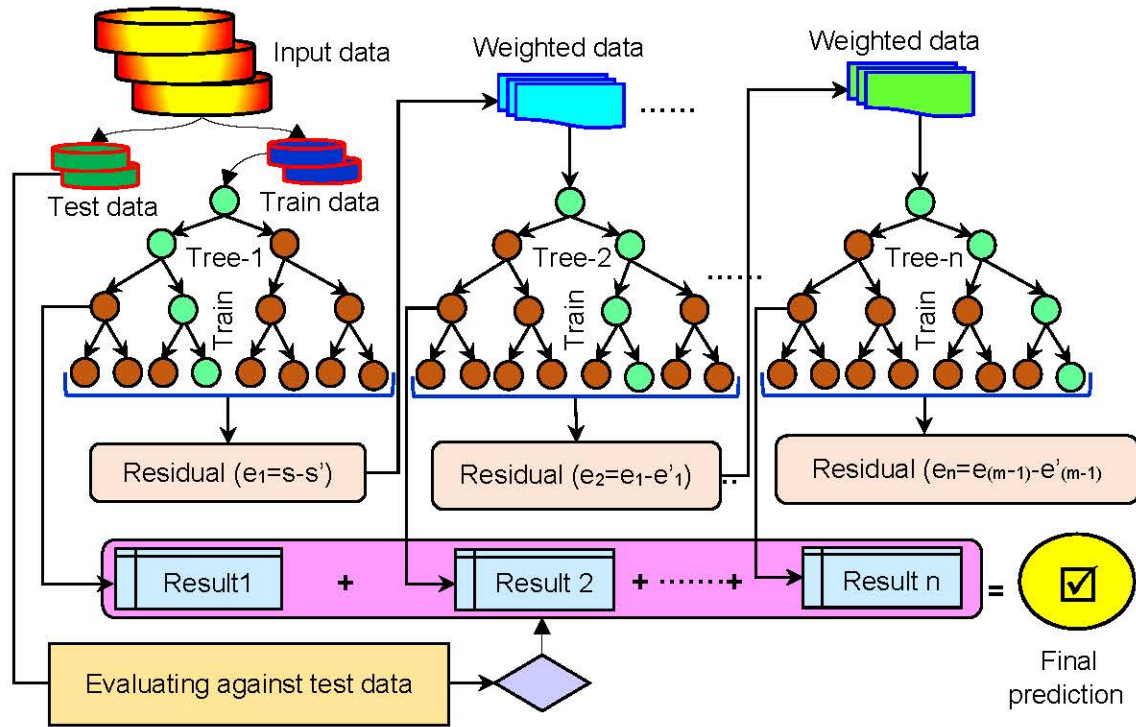 Input data
Weighted data
Weighted data
........
Test data
Train data
Tree-1
Train
Tree-2
Train
........
Tree-n
Train
Residual (e₁=s-s’)
Residual (e₂=e₁-e'₁)
..
Residual (eₙ=e₍ₘ₋₁₎-e'₍ₘ₋₁₎
Result1 + Result 2 + ........ + Result n =
Evaluating against test data
Final
prediction